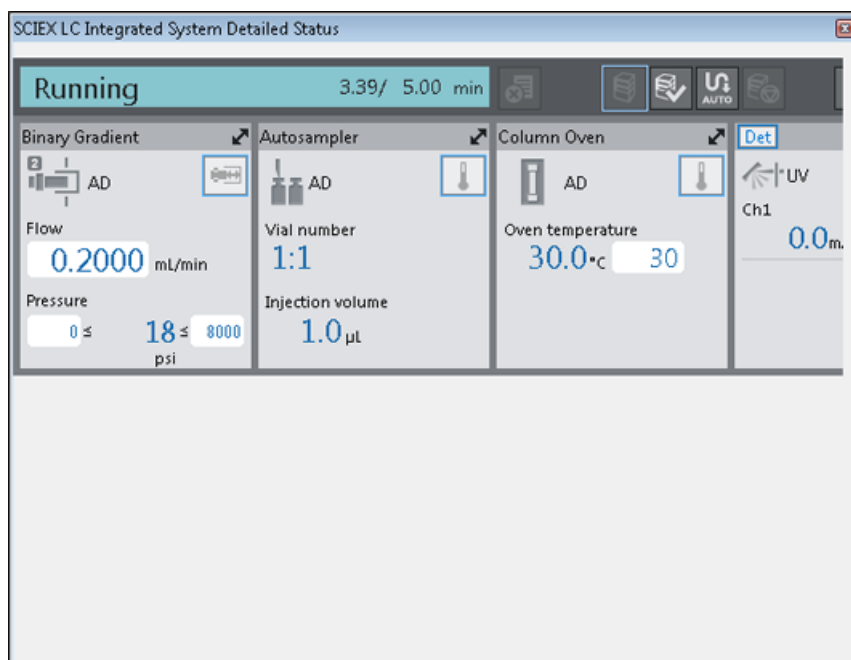 SCIEX LC Integrated System Detailed Status
Running 3.39/ 5.00 min
AUTO
Binary Gradient
2
AD
Flow
0.2000 mL/min
Pressure
0 ≤ 18 ≤ 8000
psi
Autosampler
AD
Vial number
1:1
Injection volume
1.0 µL
Column Oven
AD
Oven temperature
30.0 °C 30
Det
UV
Ch1
0.0 m